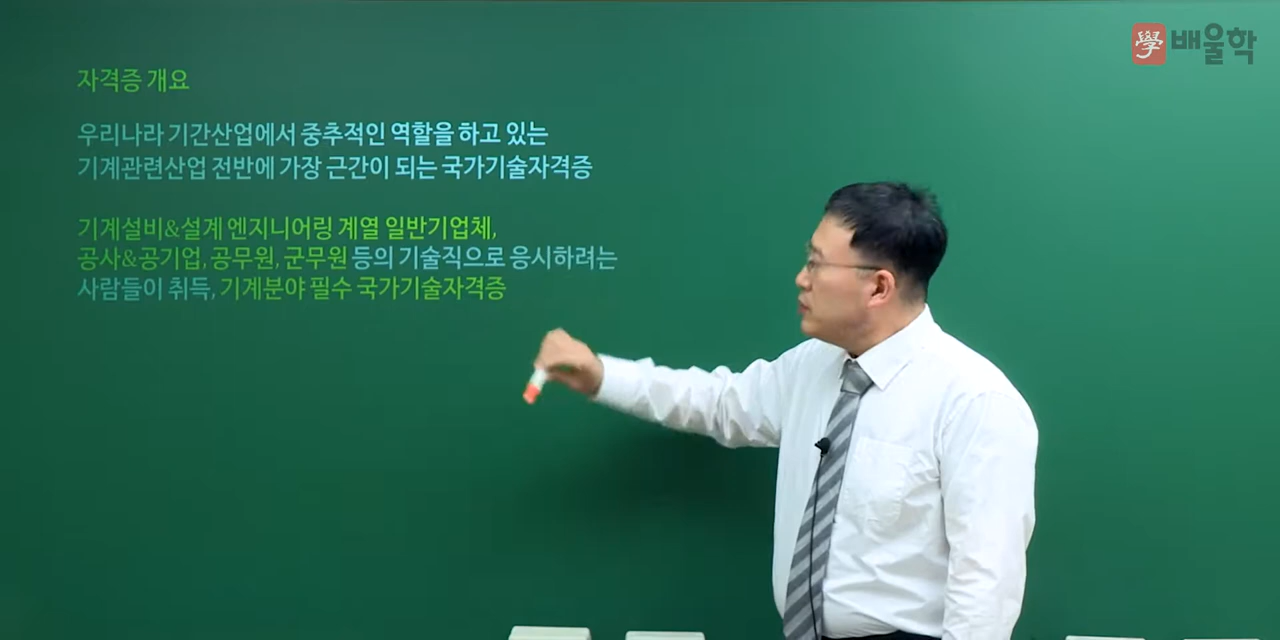 學 배울학
자격증 개요
우리나라 기간산업에서 중추적인 역할을 하고 있는
기계관련산업 전반에 가장 근간이 되는 국가기술자격증
기계설비&설계 엔지니어링 계열 일반기업체,
공사&공기업, 공무원, 군무원 등의 기술직으로 응시하려는
사람들이 취득, 기계분야 필수 국가기술자격증